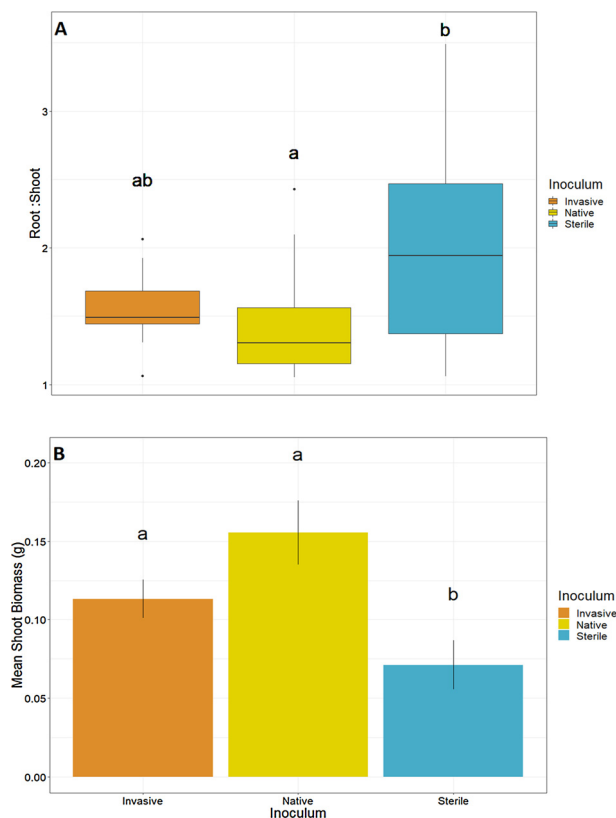 A
ab
a
b
Root :Shoot
3
2
1
Inoculum
Invasive
Native
Sterile
B
a
a
b
Mean Shoot Biomass (g)
0.20
0.15
0.10
0.05
0.00
Invasive
Native
Sterile
Inoculum
Inoculum
Invasive
Native
Sterile